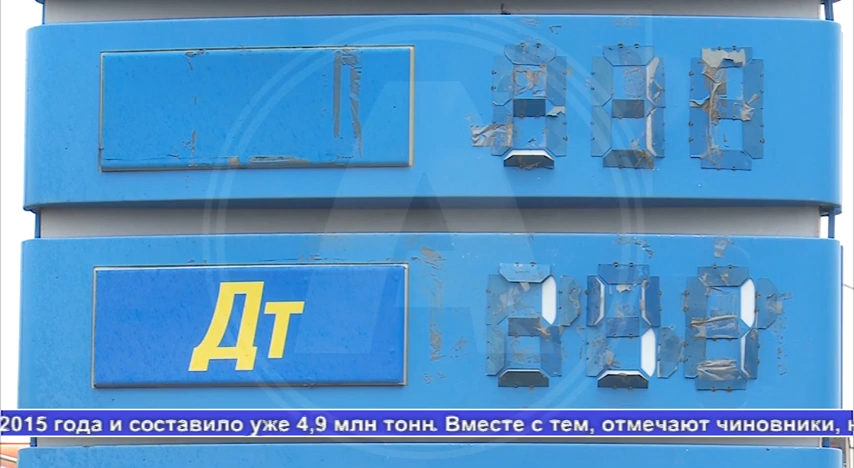 Дт
2015 года и составило уже 4,9 млн тонн. Вместе с тем, отмечают чиновники,